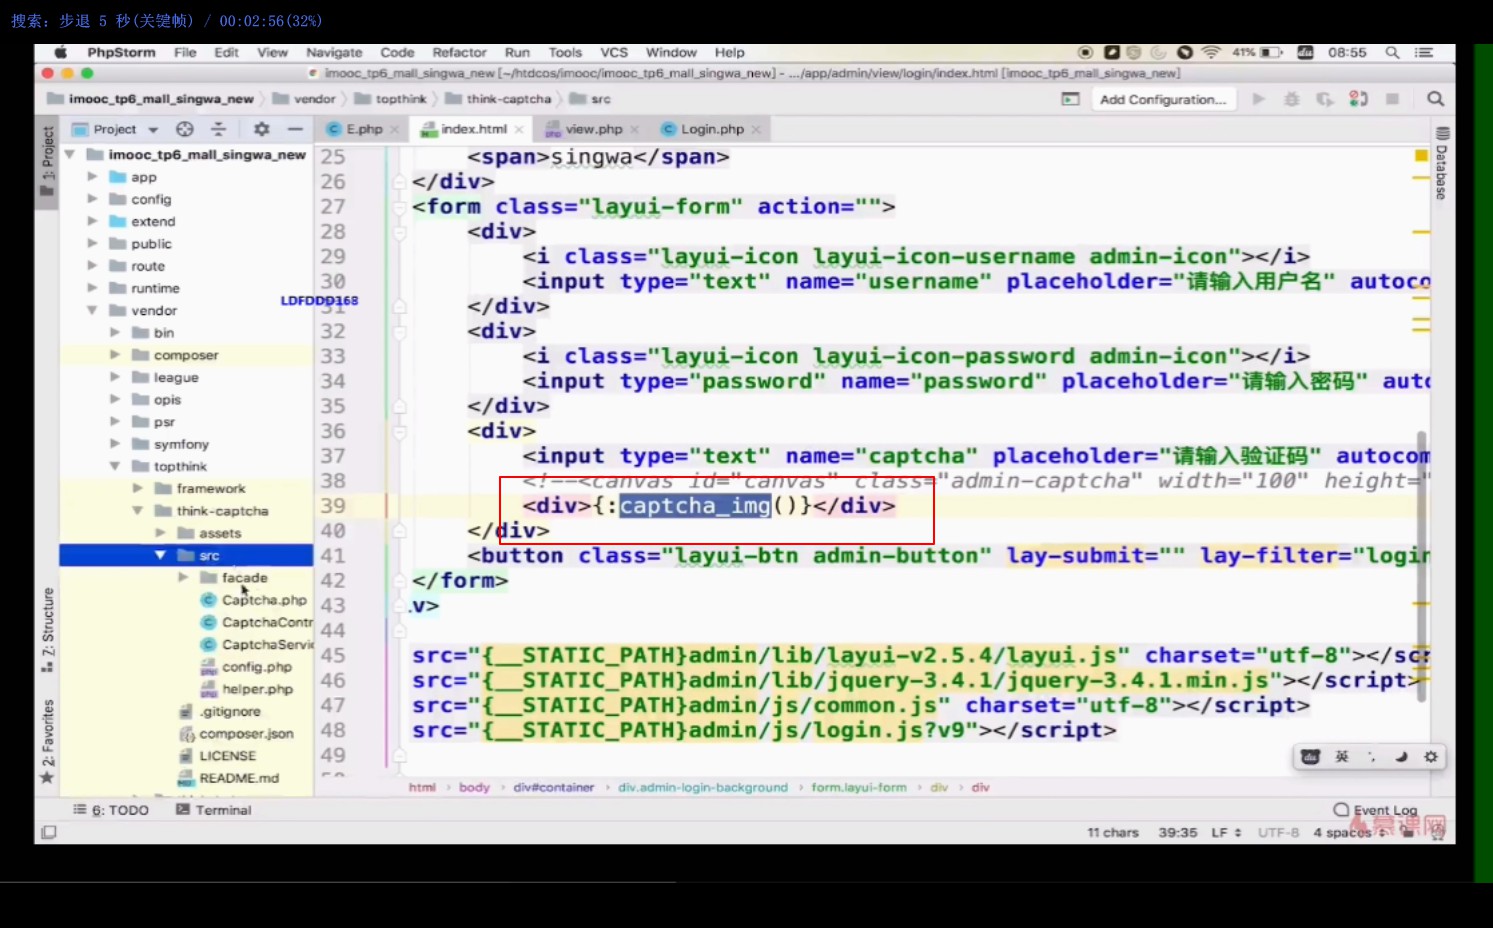 搜索: 步退 5 秒(关键帧) / 00:02:56(32%)
PhpStorm File Edit View Navigate Code Refactor Run Tools VCS Window Help 41% 08:55
imooc_tp6_mall_singwa_new [~/htdcos/imooc/imooc_tp6_mall_singwa_new] - .../app/admin/view/login/index.html [imooc_tp6_mall_singwa_new]
imooc_tp6_mall_singwa_new vendor topthink think-captcha src Add Configuration...
1: Project
Project
E.php index.html view.php Login.php
Database
imooc_tp6_mall_singwa_new
app
config
extend
public
route
runtime
vendor
bin
composer
league
opis
psr
symfony
topthink
framework
think-captcha
assets
src
facade
Captcha.php
CaptchaContr
CaptchaServi
config.php
helper.php
.gitignore
composer.json
LICENSE
README.md
LDFDDD168
25 <span>singwa</span>
26 </div>
27 <form class="layui-form" action="">
28 <div>
29 <i class="layui-icon layui-icon-username admin-icon"></i>
30 <input type="text" name="username" placeholder="请输入用户名" autoco
31 </div>
32 <div>
33 <i class="layui-icon layui-icon-password admin-icon"></i>
34 <input type="password" name="password" placeholder="请输入密码" auto
35 </div>
36 <div>
37 <input type="text" name="captcha" placeholder="请输入验证码" autocom
38 <!--<canvas id="canvas" class="admin-captcha" width="100" height="
39 <div>{:captcha_img()}</div>
40 </div>
41 <button class="layui-btn admin-button" lay-submit="" lay-filter="login
42 </form>
43 .v>
44
45 src="{__STATIC_PATH}admin/lib/layui-v2.5.4/layui.js" charset="utf-8"></scr
46 src="{__STATIC_PATH}admin/lib/jquery-3.4.1/jquery-3.4.1.min.js"></script>
47 src="{__STATIC_PATH}admin/js/common.js" charset="utf-8"></script>
48 src="{__STATIC_PATH}admin/js/login.js?v9"></script>
49
7: Structure
2: Favorites
英
html body div#container div.admin-login-background form.layui-form div div
6: TODO Terminal Event Log
11 chars 39:35 LF UTF-8 4 spaces
慕课网